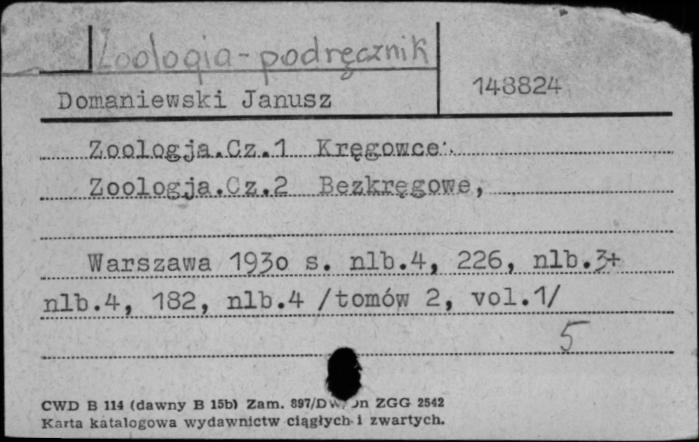 Zoologia - podręcznik
148824
Domaniewski Janusz
Zoologja.Cz.1 Kręgowce.
Zoologja.Cz.2 Bezkręgowe,
Warszawa 1930 s. nlb.4, 226, nlb.3+
nlb.4, 182, nlb.4 /tomów 2, vol.1/
5
CWD B 114 (dawny B 15b) Zam. 897/ ZGG 2542
Karta katalogowa wydawnictw ciągłych i zwartych.